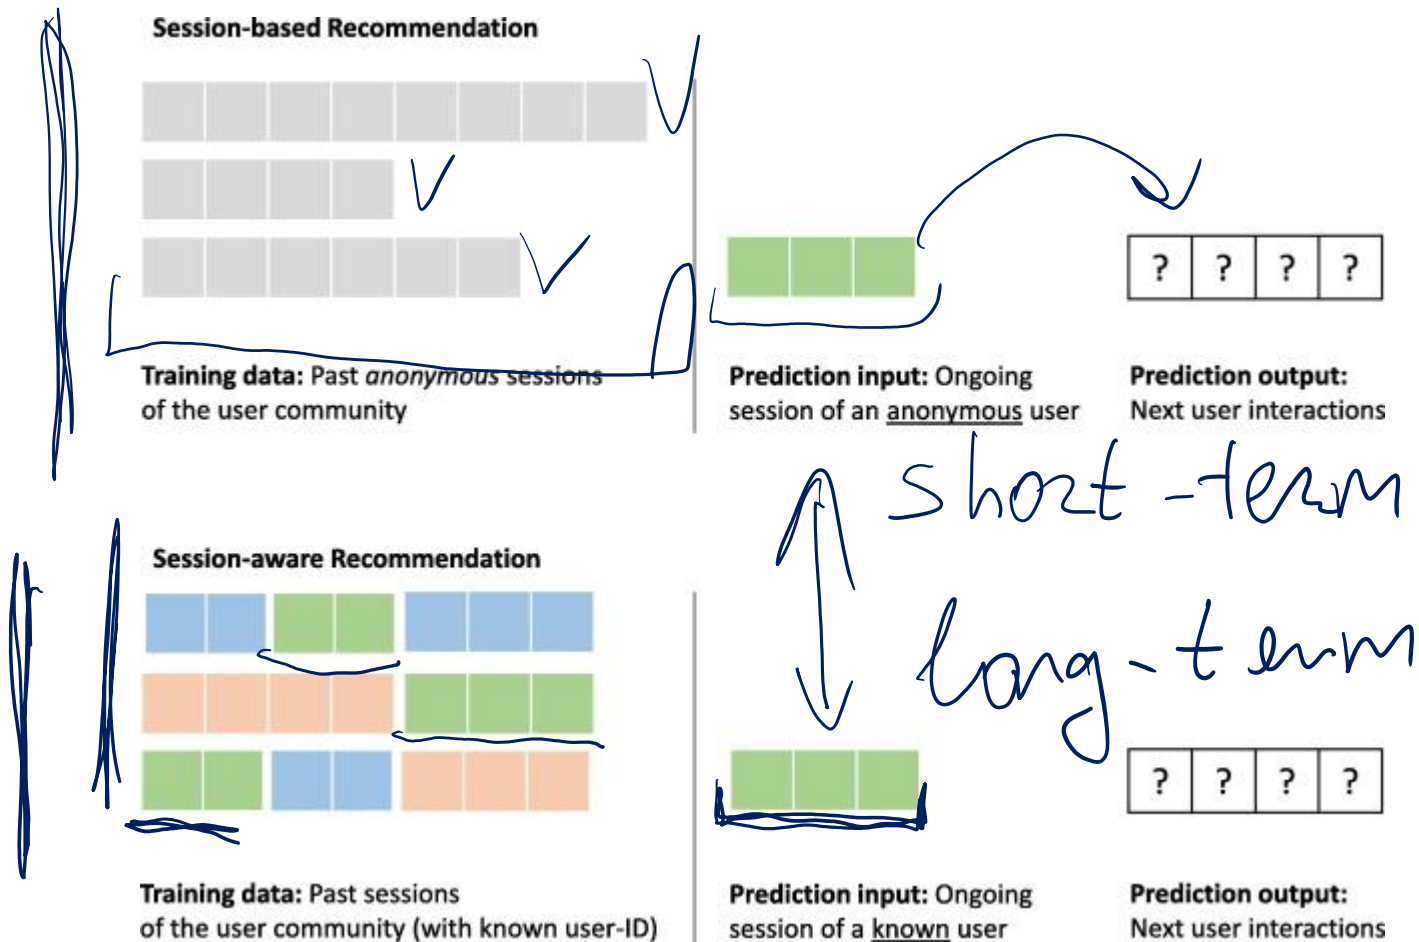 Session-based Recommendation
? ? ? ?
Training data: Past anonymous sessions
of the user community
Prediction input: Ongoing
session of an anonymous user
Prediction output:
Next user interactions
short-term
long-term
Session-aware Recommendation
? ? ? ?
Training data: Past sessions
of the user community (with known user-ID)
Prediction input: Ongoing
session of a known user
Prediction output:
Next user interactions